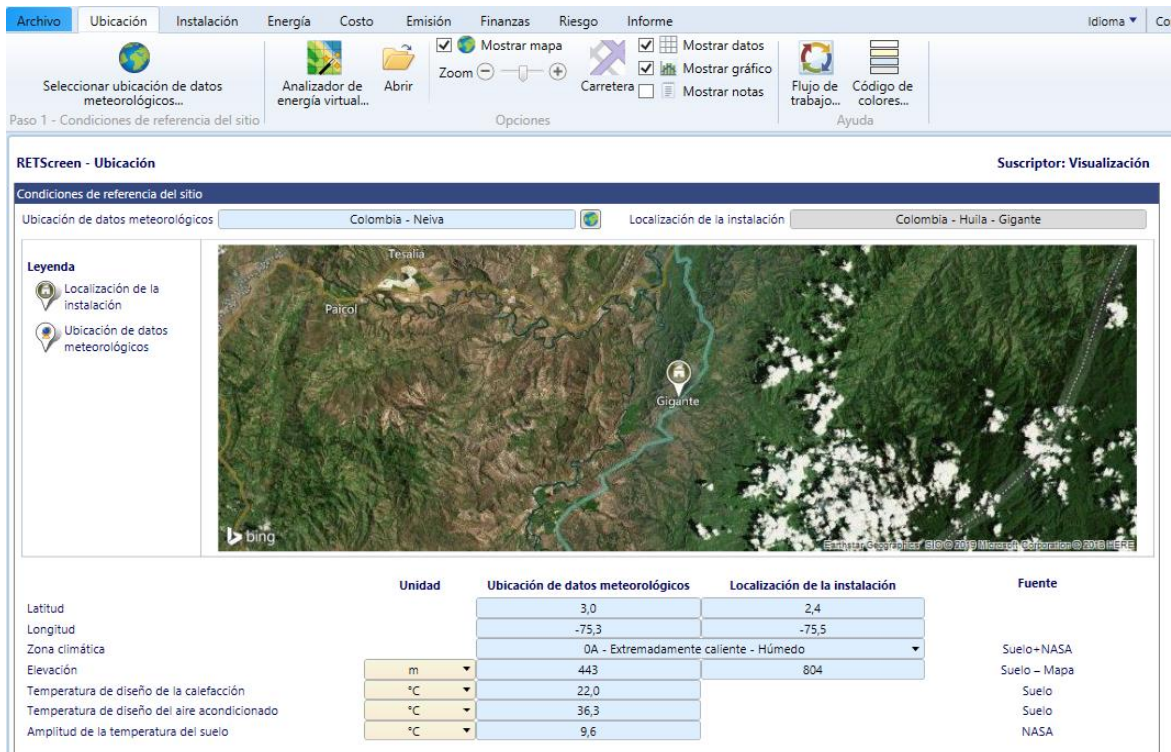 Archivo Ubicación Instalación Energía Costo Emisión Finanzas Riesgo Informe Idioma Co
Seleccionar ubicación de datos meteorológicos...
Paso 1 - Condiciones de referencia del sitio
Analizador de energía virtual...
Abrir
Mostrar mapa
Zoom
Carretera
Mostrar datos
Mostrar gráfico
Mostrar notas
Opciones
Flujo de trabajo...
Código de colores...
Ayuda
RETScreen - Ubicación Suscriptor: Visualización
Condiciones de referencia del sitio
Ubicación de datos meteorológicos Colombia - Neiva Localización de la instalación Colombia - Huila - Gigante
Leyenda
Localización de la instalación
Ubicación de datos meteorológicos
Tesalia
Paicol
Gigante
bing
Unidad Ubicación de datos meteorológicos Localización de la instalación Fuente
Latitud 3,0 2,4
Longitud -75,3 -75,5
Zona climática 0A - Extremadamente caliente - Húmedo Suelo+NASA
Elevación m 443 804 Suelo – Mapa
Temperatura de diseño de la calefacción °C 22,0 Suelo
Temperatura de diseño del aire acondicionado °C 36,3 Suelo
Amplitud de la temperatura del suelo °C 9,6 NASA